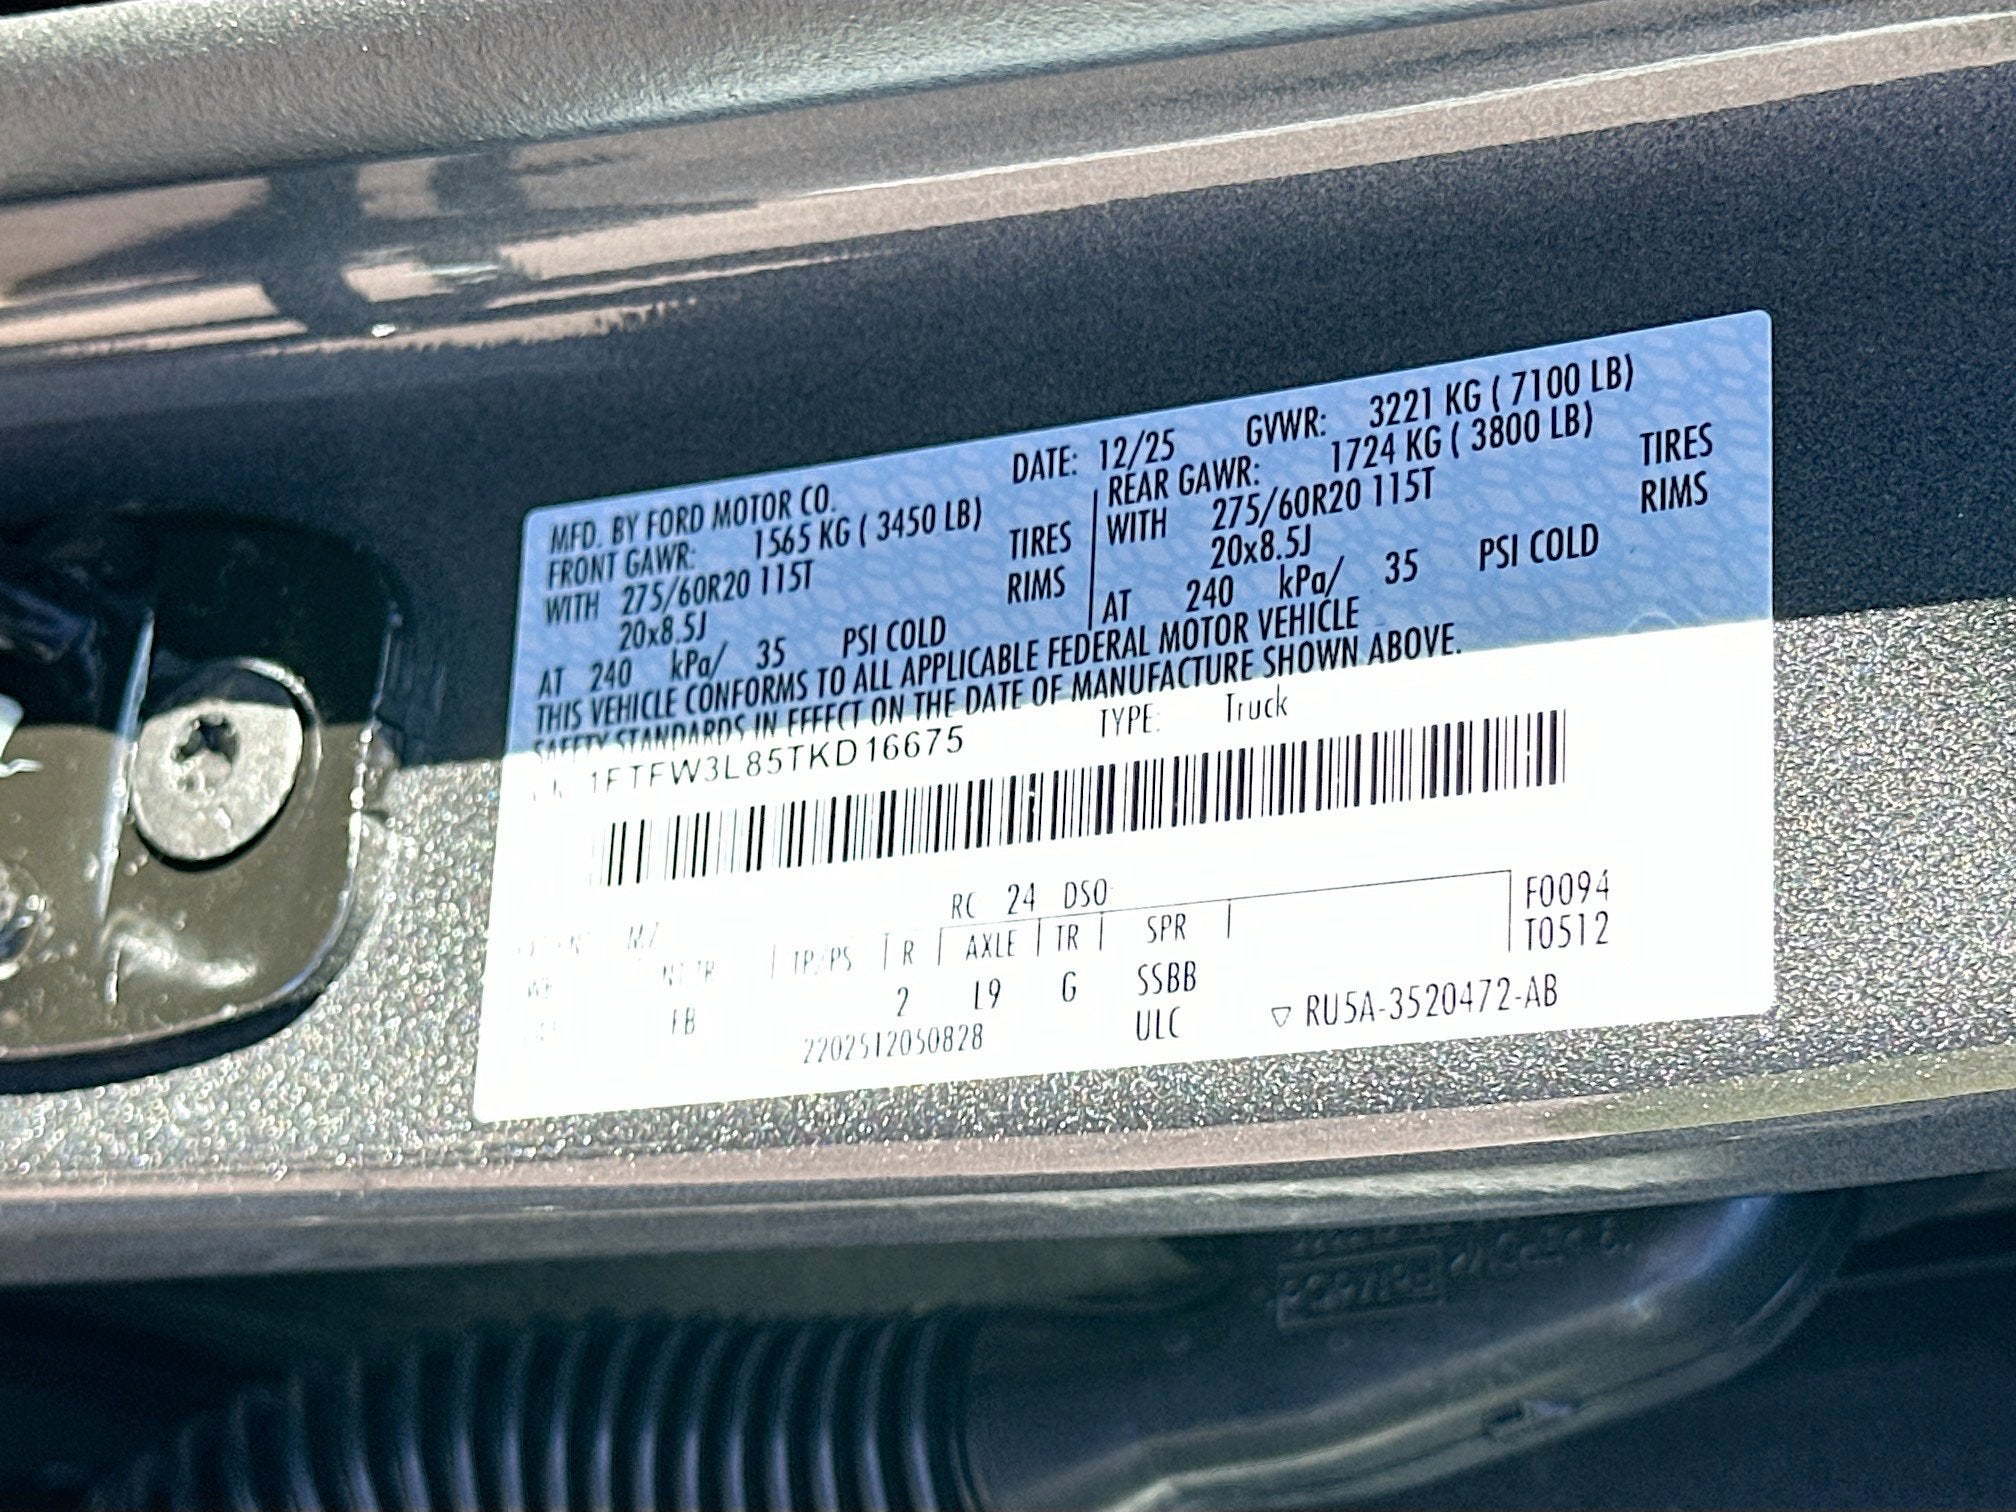 MFD. BY FORD MOTOR CO. DATE: 12/25 GVWR: 3221 KG ( 7100 LB)
FRONT GAWR: 1565 KG ( 3450 LB) REAR GAWR: 1724 KG ( 3800 LB)
WITH 275/60R20 115T TIRES WITH 275/60R20 115T TIRES
20x8.5J RIMS 20x8.5J RIMS
AT 240 kPa/ 35 PSI COLD AT 240 kPa/ 35 PSI COLD
THIS VEHICLE CONFORMS TO ALL APPLICABLE FEDERAL MOTOR VEHICLE
SAFETY STANDARDS IN EFFECT ON THE DATE OF MANUFACTURE SHOWN ABOVE.
1FTFW3L85TKD16675 TYPE: Truck
RC 24 DSO: F0094
T0512
INT TR TP/PS R AXLE TR SPR
FB 2 L9 G SSBB
2202512050828 ULC ▽ RU5A-3520472-AB